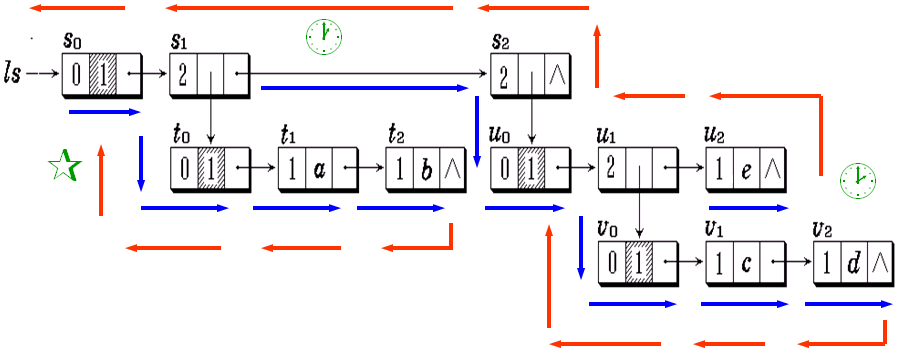 s0 s1 s2
ls 0 1 2 2 ∧
t0 t1 t2 u0 u1 u2
0 1 1 a 1 b ∧ 0 1 2 1 e ∧
v0 v1 v2
0 1 1 c 1 d ∧